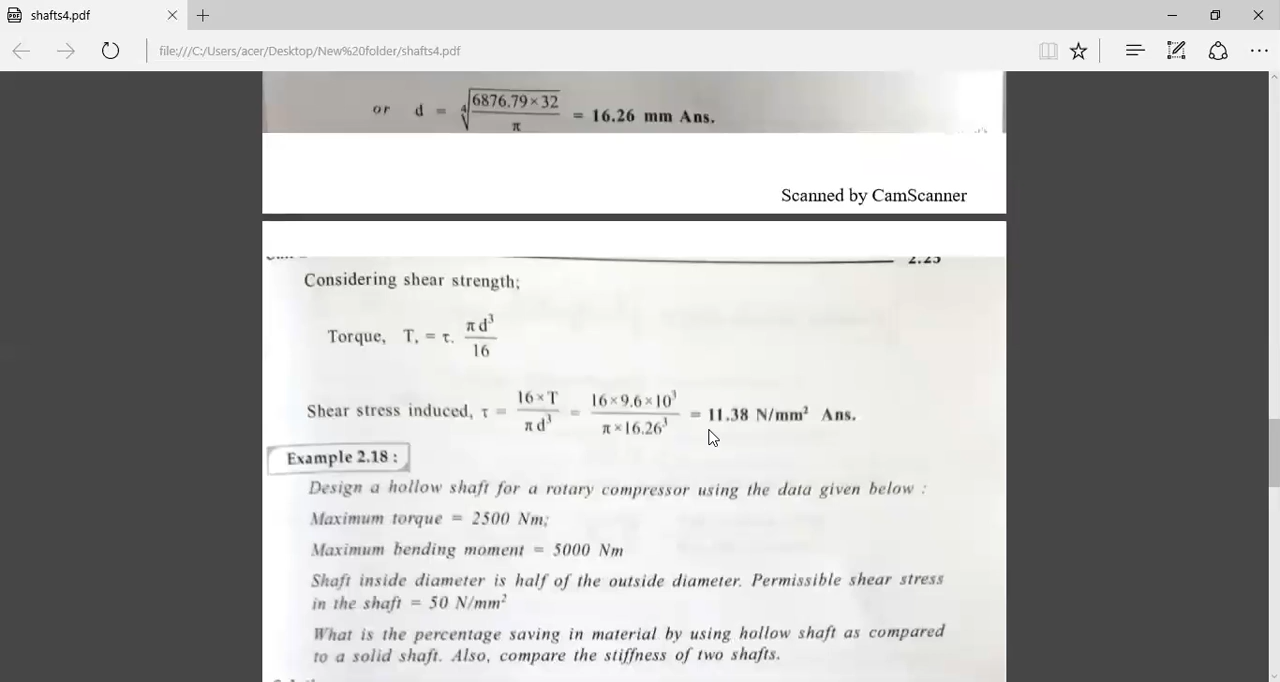 shafts4.pdf
file:///C:/Users/acer/Desktop/New%20folder/shafts4.pdf
or d = ∜(6876.79×32 / π) = 16.26 mm Ans.
Scanned by CamScanner
2.25
Considering shear strength;
Torque, T, = τ. πd³ / 16
Shear stress induced, τ = 16×T / πd³ = 16×9.6×10³ / π×16.26³ = 11.38 N/mm² Ans.
Example 2.18 :
Design a hollow shaft for a rotary compressor using the data given below :
Maximum torque = 2500 Nm;
Maximum bending moment = 5000 Nm
Shaft inside diameter is half of the outside diameter. Permissible shear stress
in the shaft = 50 N/mm²
What is the percentage saving in material by using hollow shaft as compared
to a solid shaft. Also, compare the stiffness of two shafts.